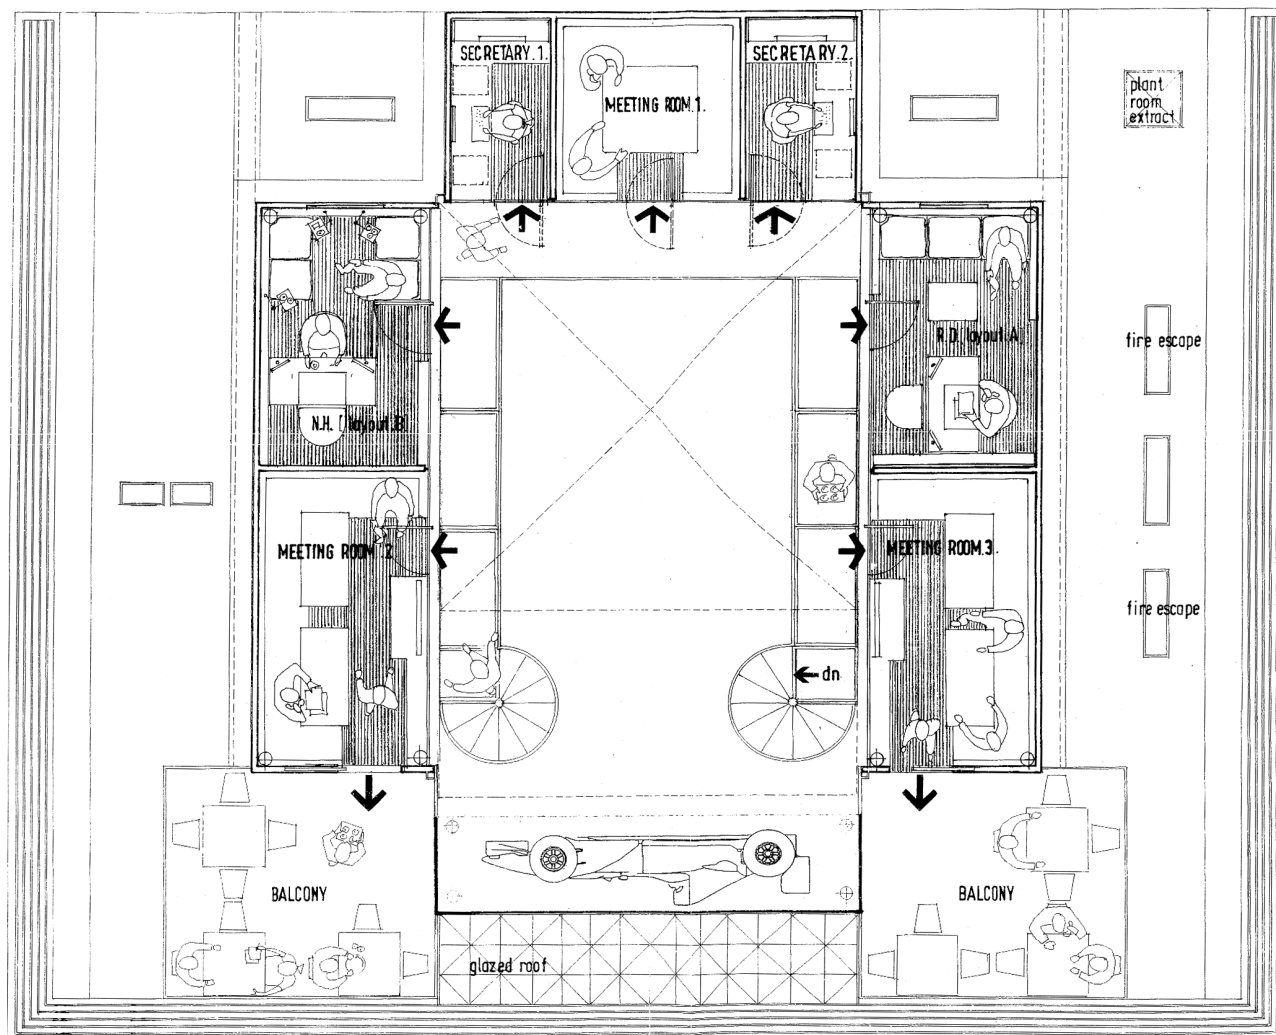 SECRETARY.1.
SECRETARY.2.
MEETING ROOM.1.
plant
room
extract
R.D. layout.A
fire escape
N.H. [layout.B]
MEETING ROOM.2.
MEETING ROOM.3.
fire escape
dn
BALCONY
BALCONY
glazed roof